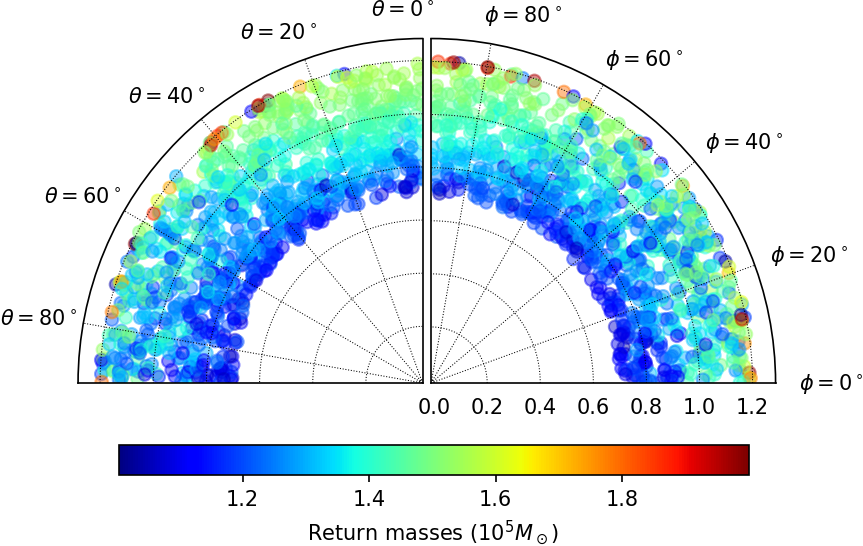 θ = 0°
ϕ = 80°
θ = 20°
ϕ = 60°
θ = 40°
ϕ = 40°
θ = 60°
ϕ = 20°
θ = 80°
ϕ = 0°
0.0 0.2 0.4 0.6 0.8 1.0 1.2
1.2 1.4 1.6 1.8
Return masses (10⁵M⊙)